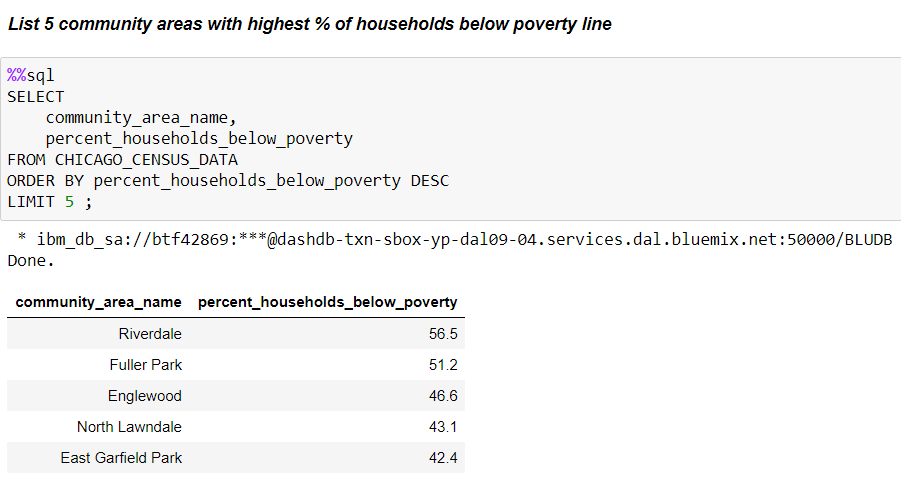 List 5 community areas with highest % of households below poverty line
%%sql
SELECT
    community_area_name,
    percent_households_below_poverty
FROM CHICAGO_CENSUS_DATA
ORDER BY percent_households_below_poverty DESC
LIMIT 5 ;
 * ibm_db_sa://btf42869:***@dashdb-txn-sbox-yp-dal09-04.services.dal.bluemix.net:50000/BLUDB
Done.
community_area_name percent_households_below_poverty
Riverdale 56.5
Fuller Park 51.2
Englewood 46.6
North Lawndale 43.1
East Garfield Park 42.4